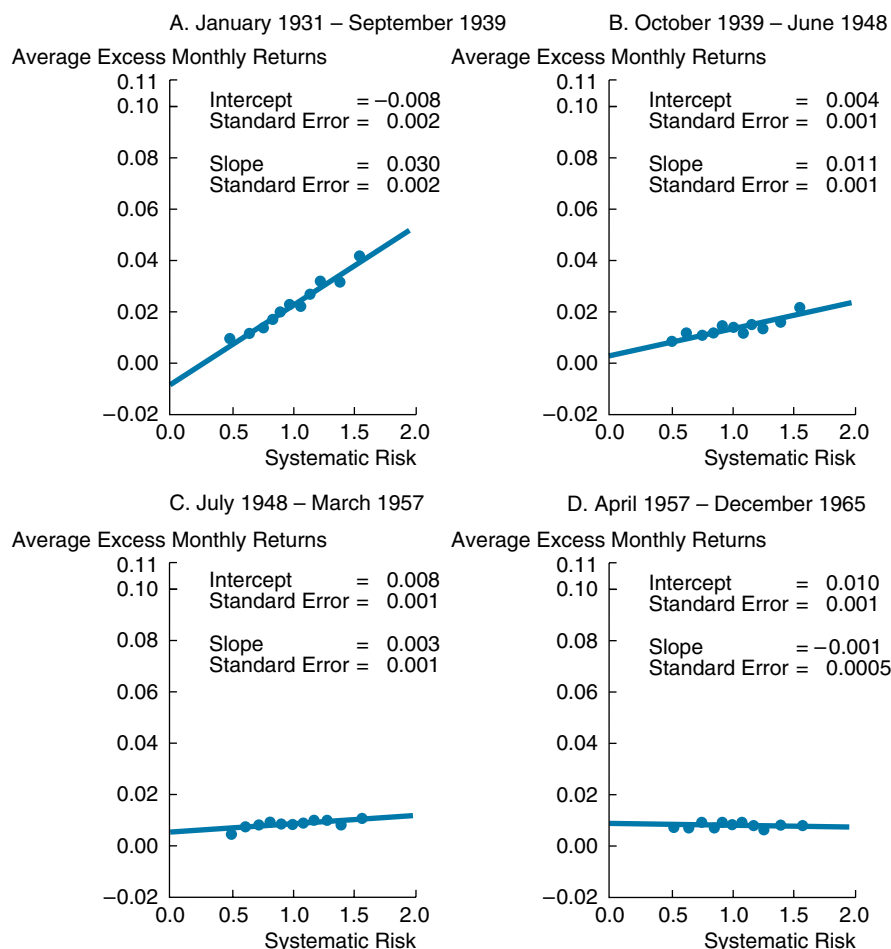 A. January 1931 – September 1939
Average Excess Monthly Returns
0.11
0.10
0.08
0.06
0.04
0.02
0.00
−0.02
Intercept = −0.008
Standard Error = 0.002
Slope = 0.030
Standard Error = 0.002
0.0 0.5 1.0 1.5 2.0
Systematic Risk
B. October 1939 – June 1948
Average Excess Monthly Returns
0.11
0.10
0.08
0.06
0.04
0.02
0.00
−0.02
Intercept = 0.004
Standard Error = 0.001
Slope = 0.011
Standard Error = 0.001
0.0 0.5 1.0 1.5 2.0
Systematic Risk
C. July 1948 – March 1957
Average Excess Monthly Returns
0.11
0.10
0.08
0.06
0.04
0.02
0.00
−0.02
Intercept = 0.008
Standard Error = 0.001
Slope = 0.003
Standard Error = 0.001
0.0 0.5 1.0 1.5 2.0
Systematic Risk
D. April 1957 – December 1965
Average Excess Monthly Returns
0.11
0.10
0.08
0.06
0.04
0.02
0.00
−0.02
Intercept = 0.010
Standard Error = 0.001
Slope = −0.001
Standard Error = 0.0005
0.0 0.5 1.0 1.5 2.0
Systematic Risk